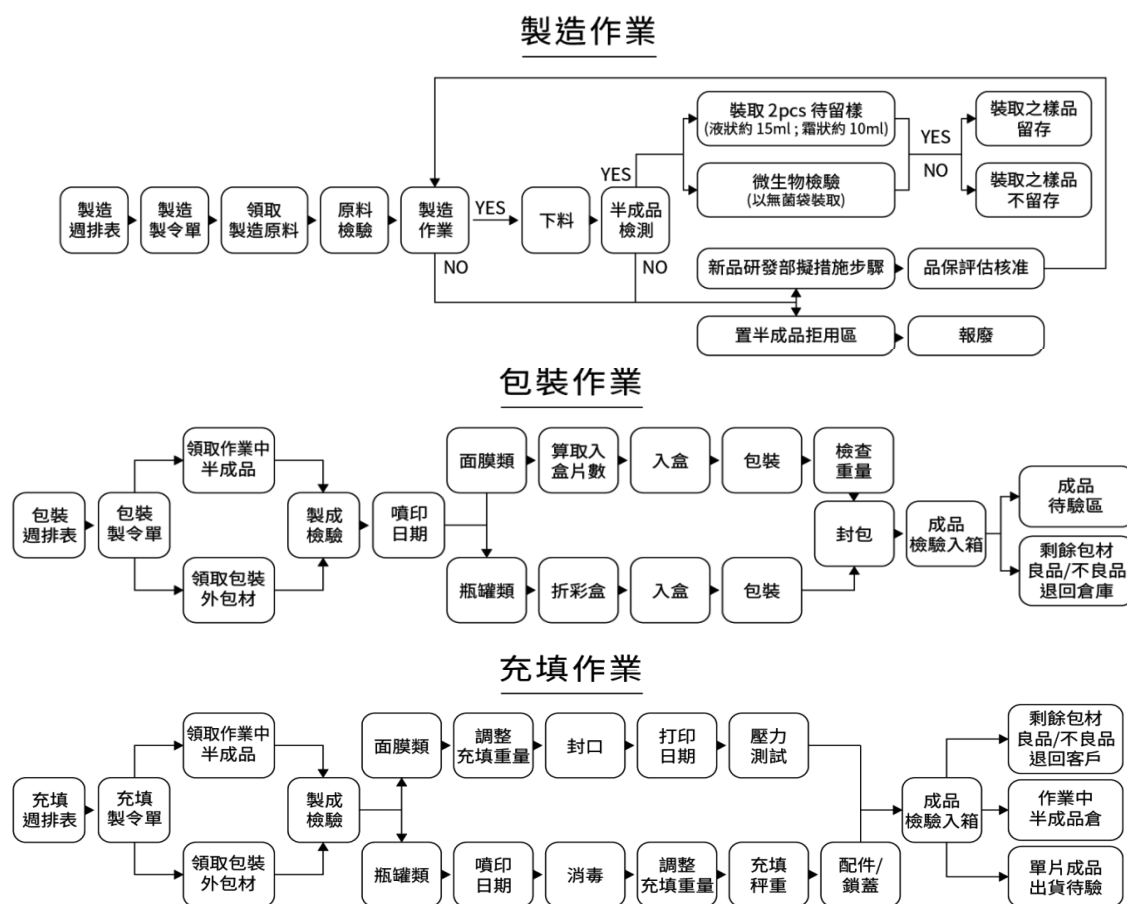 製造作業
製造
週排表
製造
製令單
領取
製造原料
原料
檢驗
製造
作業
YES
NO
下料
半成品
檢測
YES
NO
裝取 2pcs 待留樣
(液狀約 15ml ; 霜狀約 10ml)
微生物檢驗
(以無菌袋裝取)
YES
NO
裝取之樣品
留存
裝取之樣品
不留存
新品研發部擬措施步驟
品保評估核准
置半成品拒用區
報廢
包裝作業
包裝
週排表
包裝
製令單
領取作業中
半成品
領取包裝
外包材
製成
檢驗
噴印
日期
面膜類
算取入
盒片數
入盒
包裝
檢查
重量
瓶罐類
折彩盒
入盒
包裝
封包
成品
檢驗入箱
成品
待驗區
剩餘包材
良品/不良品
退回倉庫
充填作業
充填
週排表
充填
製令單
領取作業中
半成品
領取包裝
外包材
製成
檢驗
面膜類
調整
充填重量
封口
打印
日期
壓力
測試
瓶罐類
噴印
日期
消毒
調整
充填重量
充填
秤重
配件/
鎖蓋
成品
檢驗入箱
剩餘包材
良品/不良品
退回客戶
作業中
半成品倉
單片成品
出貨待驗